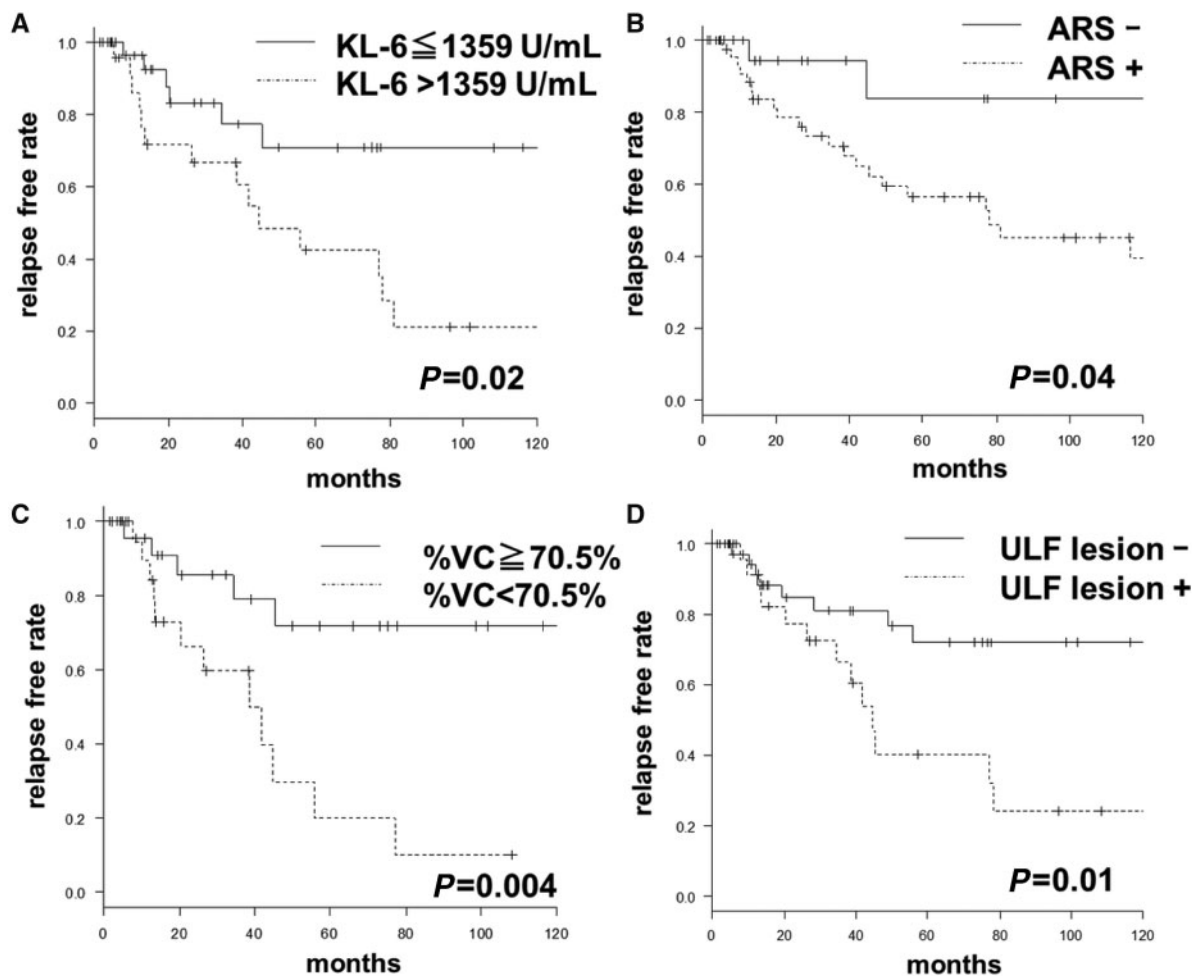 A
KL-6≦1359 U/mL
KL-6 >1359 U/mL
relapse free rate
1.0
0.8
0.6
0.4
0.2
0.0
P=0.02
0 20 40 60 80 100 120
months
B
ARS −
ARS +
relapse free rate
1.0
0.8
0.6
0.4
0.2
0.0
P=0.04
0 20 40 60 80 100 120
months
C
%VC≧70.5%
%VC<70.5%
relapse free rate
1.0
0.8
0.6
0.4
0.2
0.0
P=0.004
0 20 40 60 80 100 120
months
D
ULF lesion −
ULF lesion +
relapse free rate
1.0
0.8
0.6
0.4
0.2
0.0
P=0.01
0 20 40 60 80 100 120
months